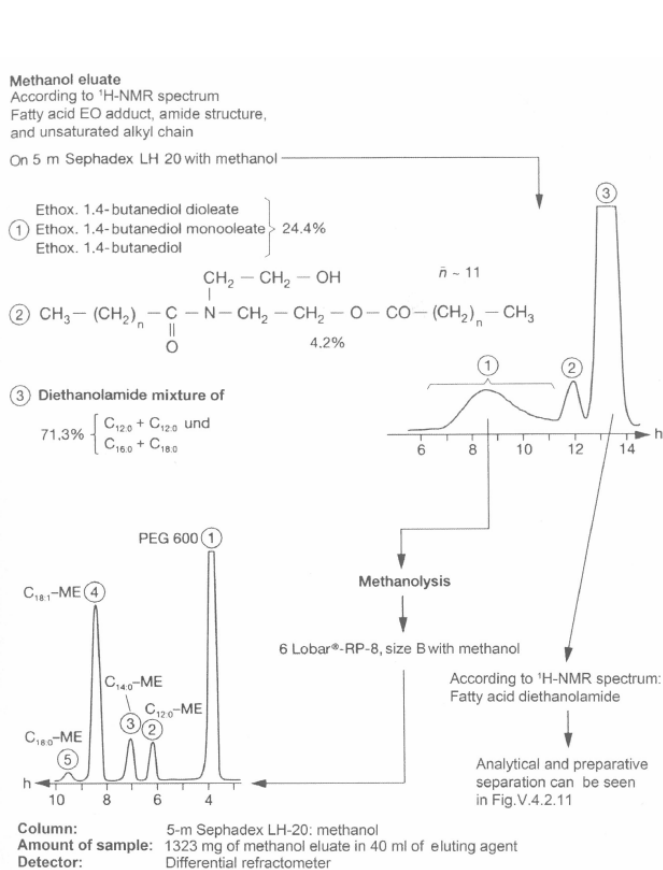 Methanol eluate
According to ¹H-NMR spectrum
Fatty acid EO adduct, amide structure,
and unsaturated alkyl chain
On 5 m Sephadex LH 20 with methanol
③
Ethox. 1.4-butanediol dioleate
① Ethox. 1.4-butanediol monooleate 24.4%
Ethox. 1.4-butanediol
CH₂ — CH₂ — OH n̄ ~ 11
② CH₃— (CH₂)ₙ — C — N — CH₂ — CH₂ — O — CO — (CH₂)ₙ — CH₃
O
4.2%
① ②
③ Diethanolamide mixture of
71.3% C₁₂:₀ + C₁₂:₀ und
C₁₆:₀ + C₁₈:₀
6 8 10 12 14 h
PEG 600 ①
C₁₈:₁–ME ④
Methanolysis
6 Lobar®-RP-8, size B with methanol
C₁₄:₀–ME
C₁₂:₀–ME
③ ②
C₁₈:₀–ME
⑤
According to ¹H-NMR spectrum:
Fatty acid diethanolamide
Analytical and preparative
separation can be seen
in Fig.V.4.2.11
h 10 8 6 4
Column: 5-m Sephadex LH-20: methanol
Amount of sample: 1323 mg of methanol eluate in 40 ml of eluting agent
Detector: Differential refractometer